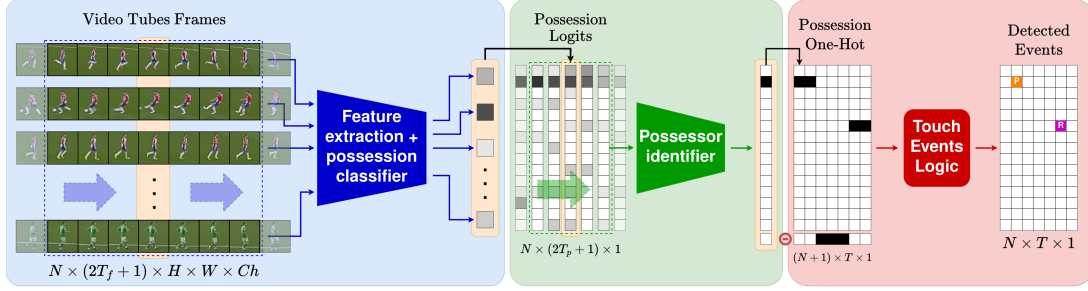 Video Tubes Frames
Feature
extraction +
possession
classifier
N × (2T_f + 1) × H × W × Ch
Possession
Logits
N × (2T_p + 1) × 1
Possessor
identifier
Possession
One-Hot
(N + 1) × T × 1
Touch
Events
Logic
Detected
Events
P
R
N × T × 1